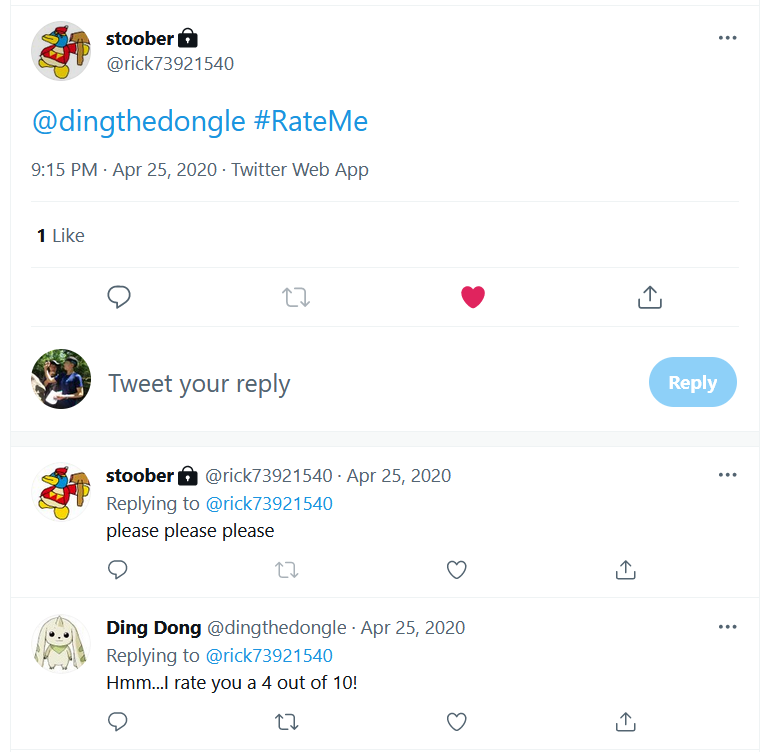 stoober
@rick73921540
@dingthedongle #RateMe
9:15 PM · Apr 25, 2020 · Twitter Web App
1 Like
Tweet your reply
Reply
stoober @rick73921540 · Apr 25, 2020
Replying to @rick73921540
please please please
Ding Dong @dingthedongle · Apr 25, 2020
Replying to @rick73921540
Hmm...I rate you a 4 out of 10!